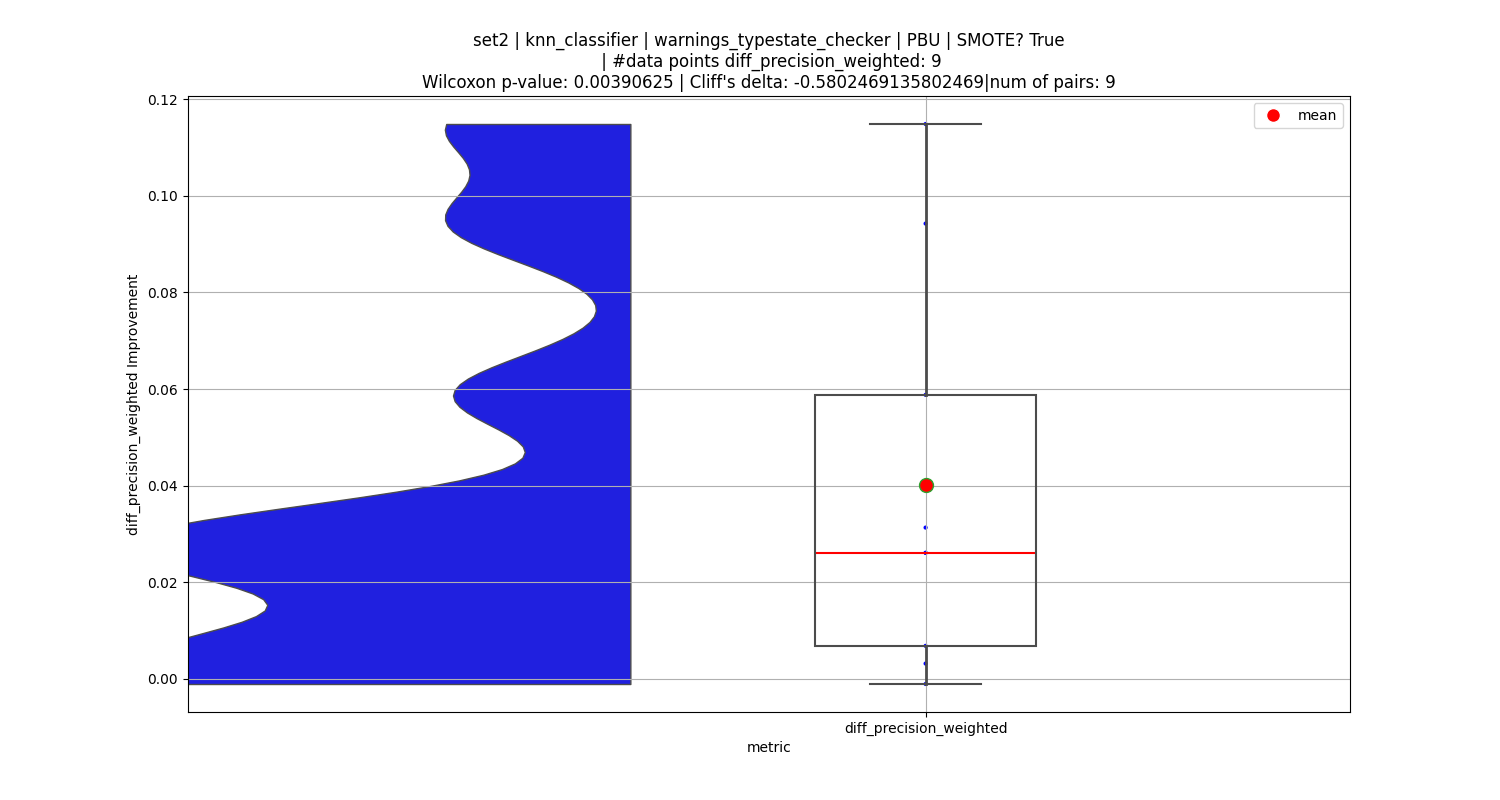 set2 | knn_classifier | warnings_typestate_checker | PBU | SMOTE? True
| #data points diff_precision_weighted: 9
Wilcoxon p-value: 0.00390625 | Cliff's delta: -0.5802469135802469|num of pairs: 9
mean
0.12
0.10
0.08
0.06
0.04
0.02
0.00
diff_precision_weighted Improvement
diff_precision_weighted
metric